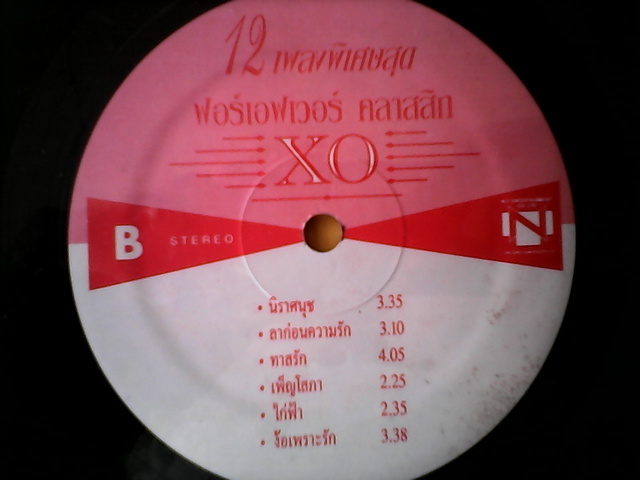 12 เพลงพิเศษสุด
ฟอร์เอฟเวอร์ คลาสสิก
XO
B STEREO N
• นิราศนุช 3.35
• ลาก่อนความรัก 3.10
• ทาสรัก 4.05
• เพ็ญโสภา 2.25
• ไก่ฟ้า 2.35
• ง้อเพราะรัก 3.38